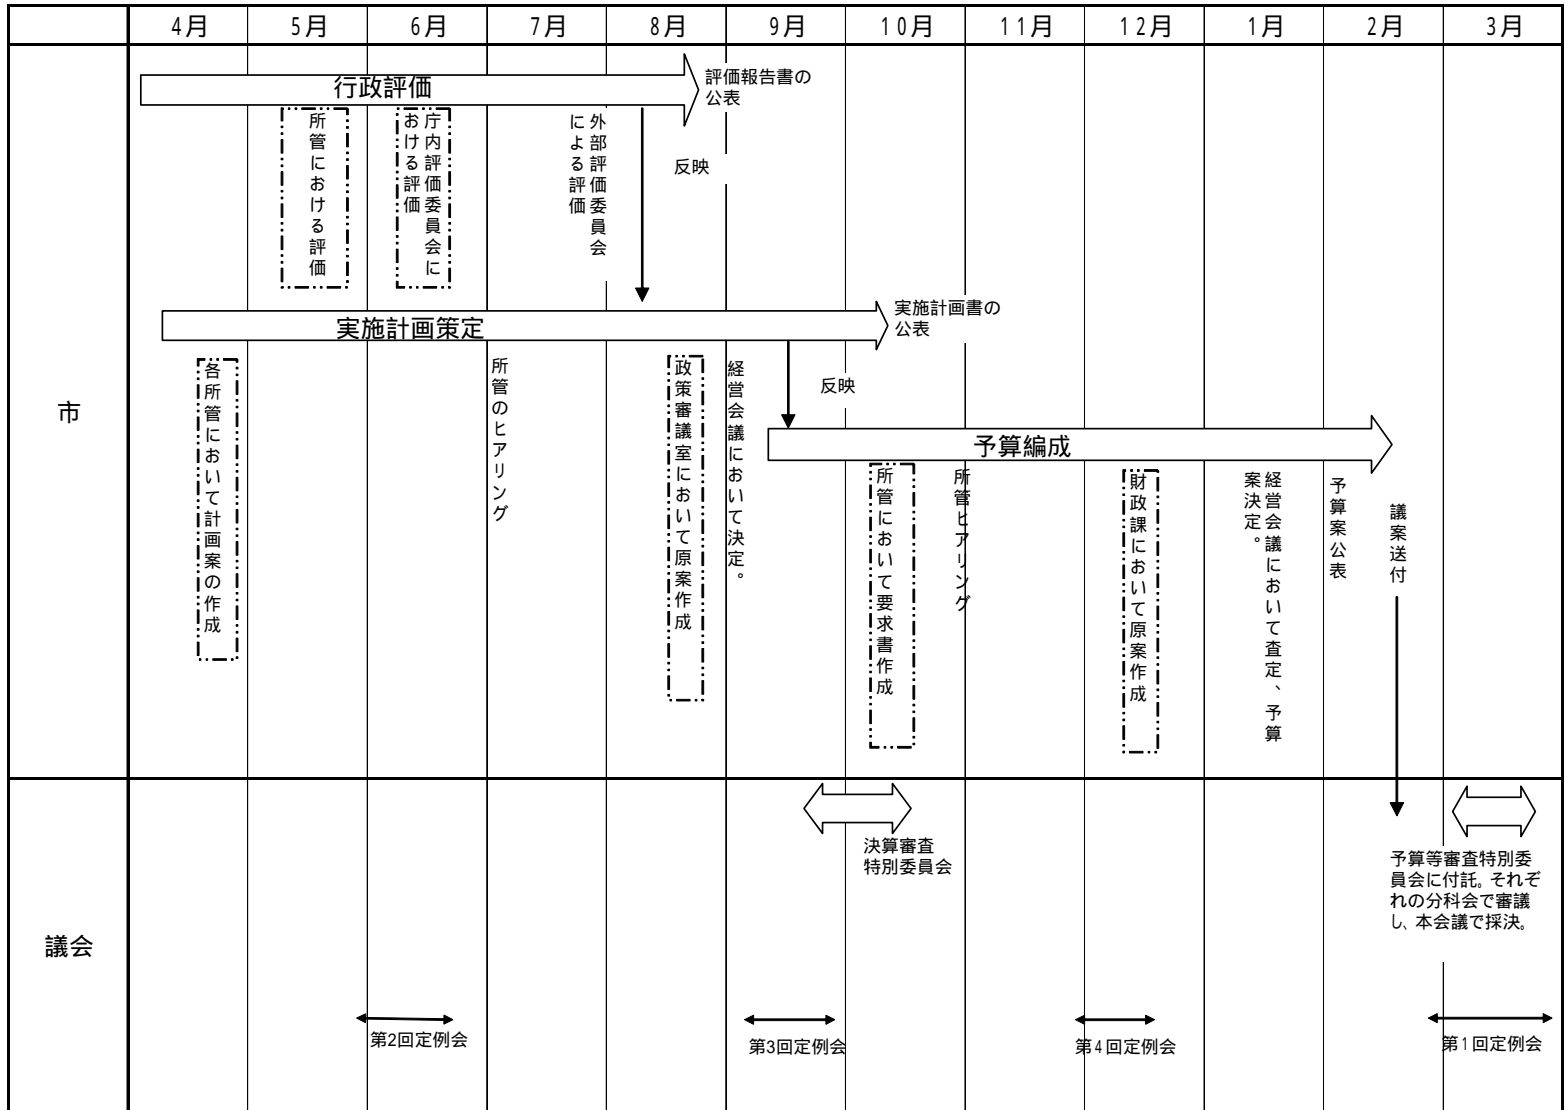 4月 5月 6月 7月 8月 9月 10月 11月 12月 1月 2月 3月
市
行政評価
評価報告書の
公表
所管における評価
庁内評価委員会に
おける評価
外部評価委員会
による評価
反映
実施計画策定
実施計画書の
公表
各所管において計画案の作成
所管のヒアリング
政策審議室において原案作成
経営会議において決定。
反映
予算編成
所管において要求書作成
所管ヒアリング
財政課において原案作成
経営会議において査定、予算
案決定。
予算案公表
議案送付
議会
決算審査
特別委員会
予算等審査特別委
員会に付託。それぞ
れの分科会で審議
し、本会議で採決。
第2回定例会
第3回定例会
第4回定例会
第1回定例会